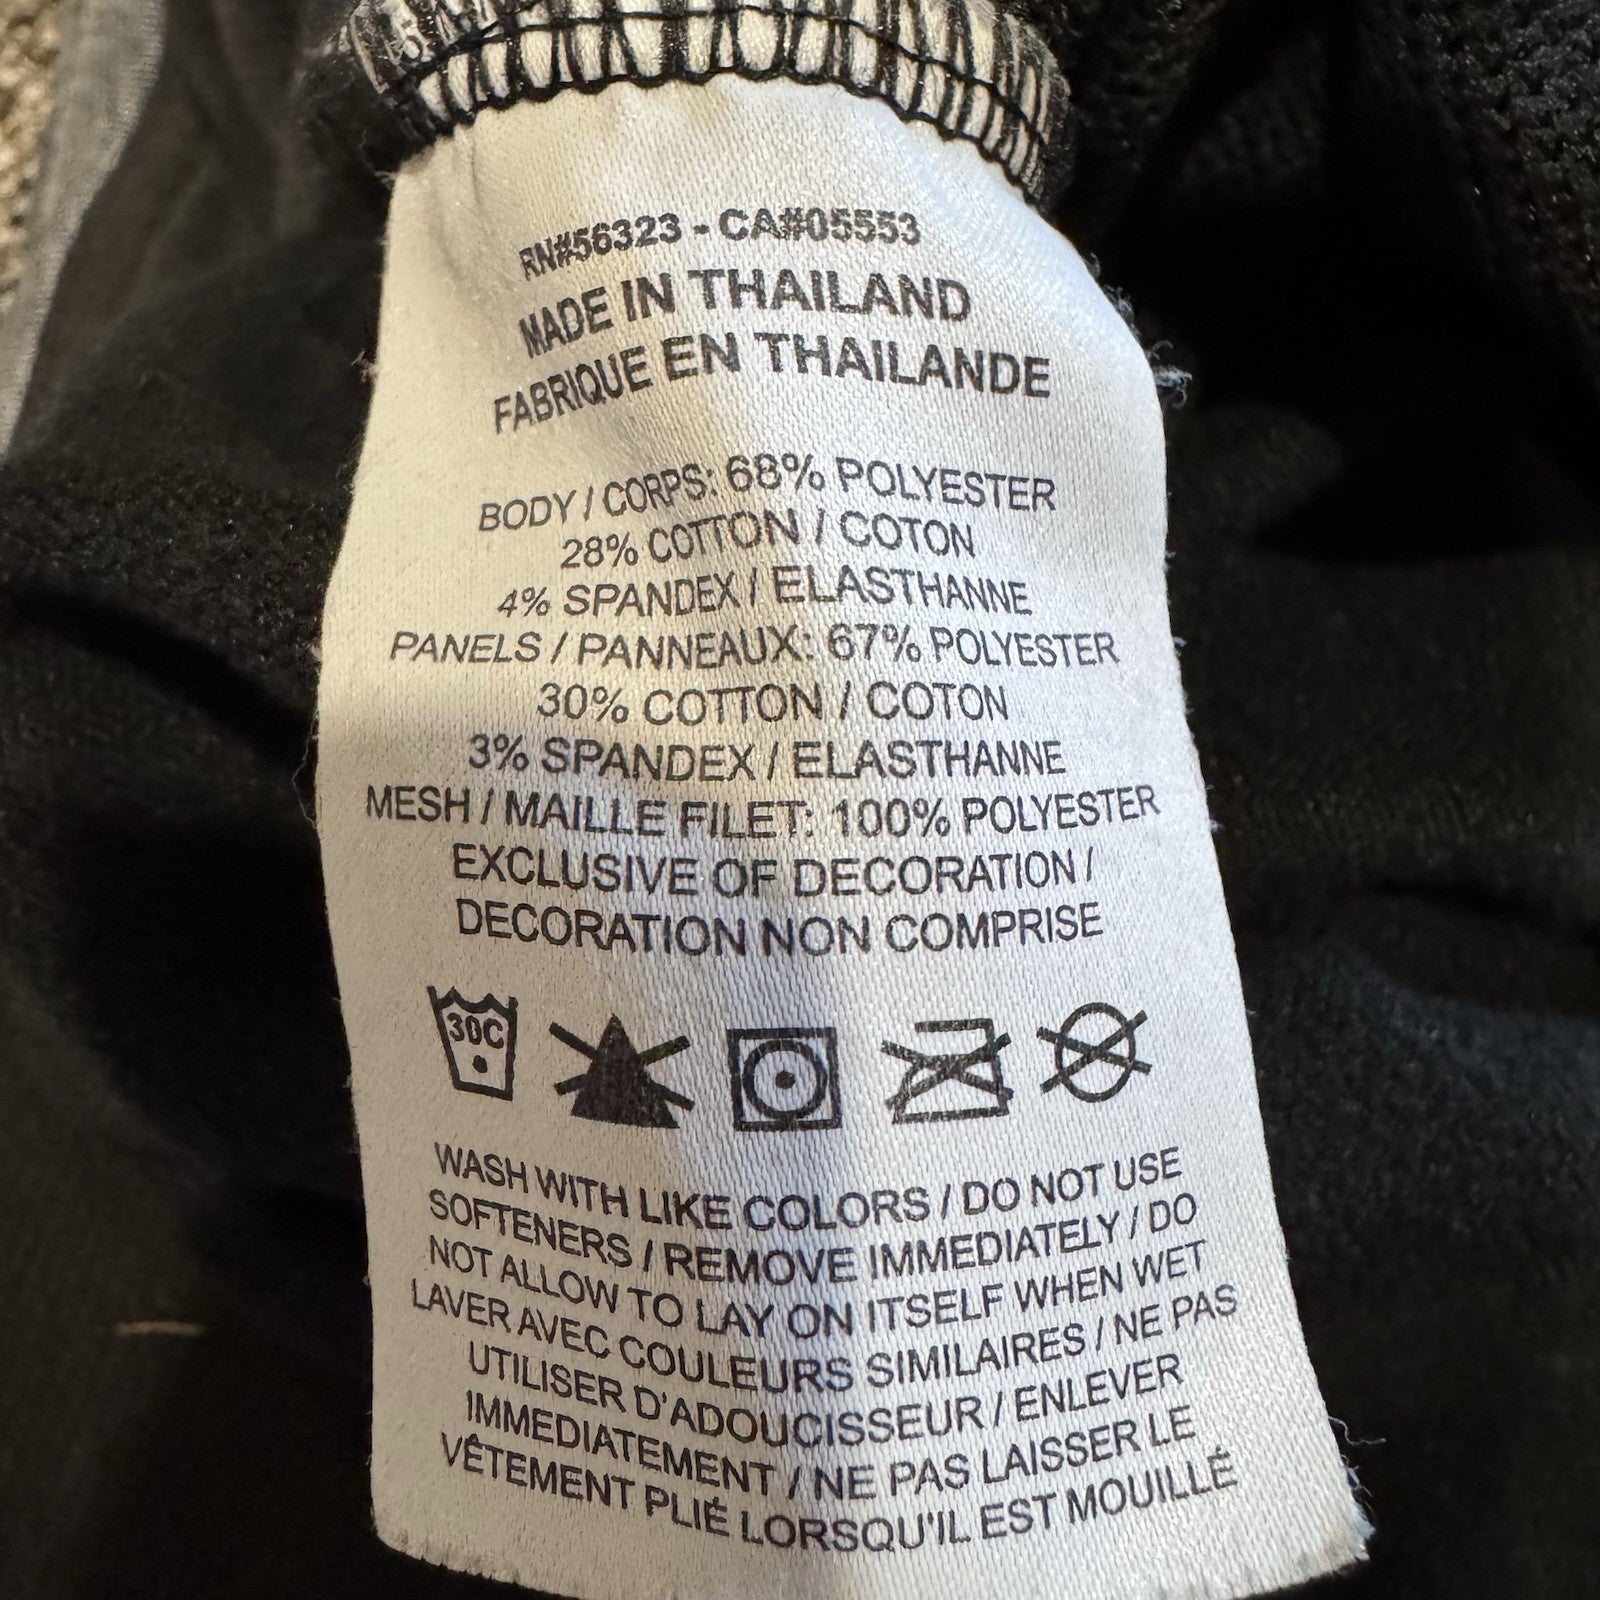 RN#56323 - CA#05553
MADE IN THAILAND
FABRIQUE EN THAILANDE
BODY / CORPS: 68% POLYESTER
28% COTTON / COTON
4% SPANDEX / ELASTHANNE
PANELS / PANNEAUX: 67% POLYESTER
30% COTTON / COTON
3% SPANDEX / ELASTHANNE
MESH / MAILLE FILET: 100% POLYESTER
EXCLUSIVE OF DECORATION /
DECORATION NON COMPRISE
30C
WASH WITH LIKE COLORS / DO NOT USE
SOFTENERS / REMOVE IMMEDIATELY / DO
NOT ALLOW TO LAY ON ITSELF WHEN WET
LAVER AVEC COULEURS SIMILAIRES / NE PAS
UTILISER D'ADOUCISSEUR / ENLEVER
IMMEDIATEMENT / NE PAS LAISSER LE
VÊTEMENT PLIÉ LORSQU'IL EST MOUILLÉ